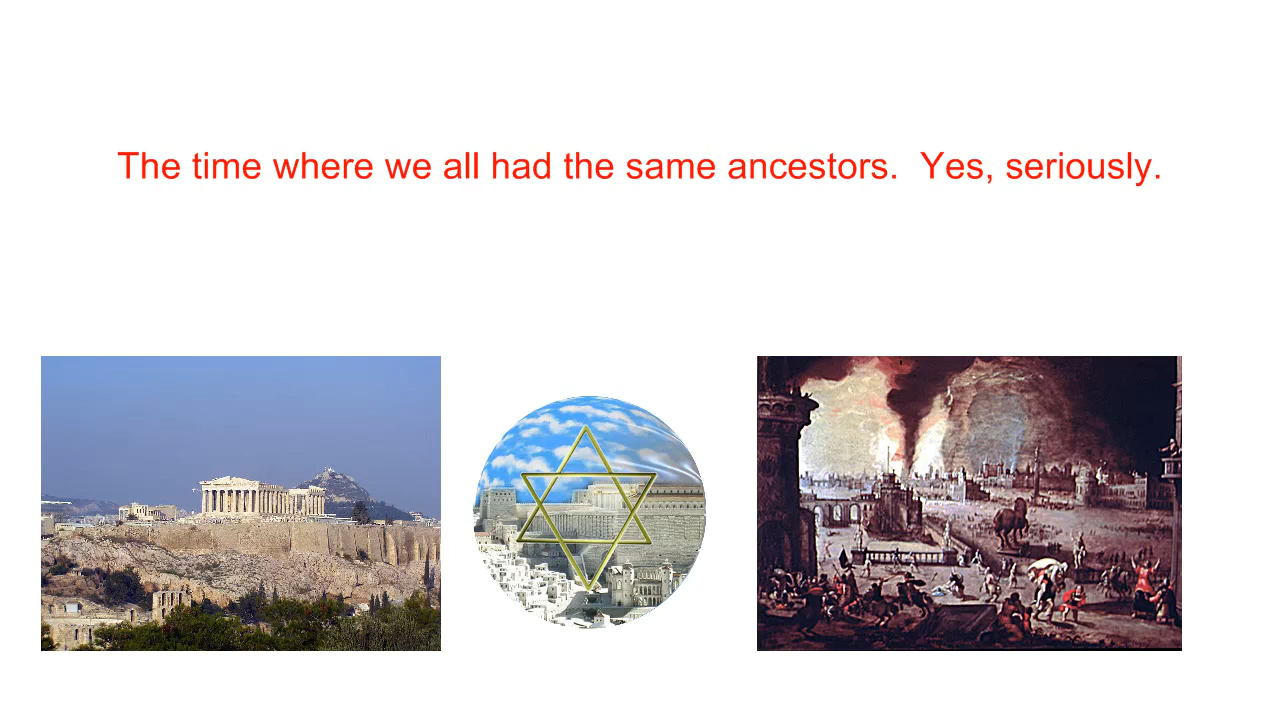 The time where we all had the same ancestors.  Yes, seriously.